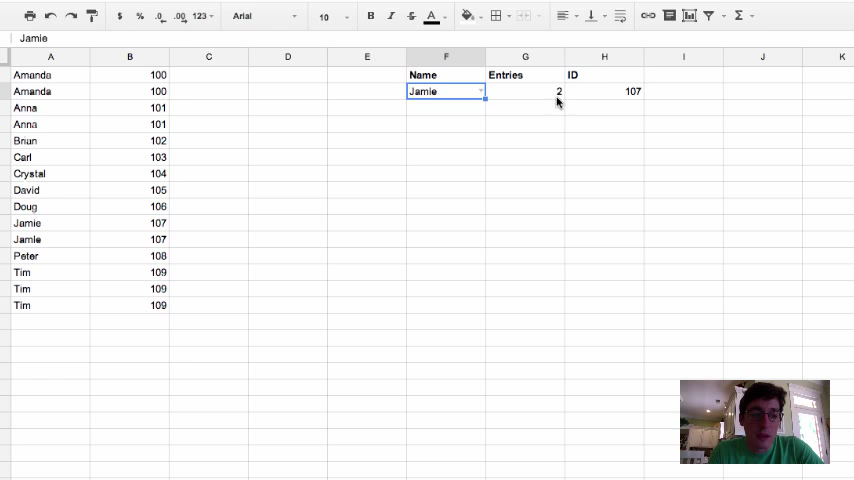 $ % .0 .00 123 Arial 10 B I S A Σ
Jamie
A B C D E F G H I J K
Amanda 100 Name Entries ID
Amanda 100 Jamie 2 107
Anna 101
Anna 101
Brian 102
Carl 103
Crystal 104
David 105
Doug 106
Jamie 107
Jamie 107
Peter 108
Tim 109
Tim 109
Tim 109